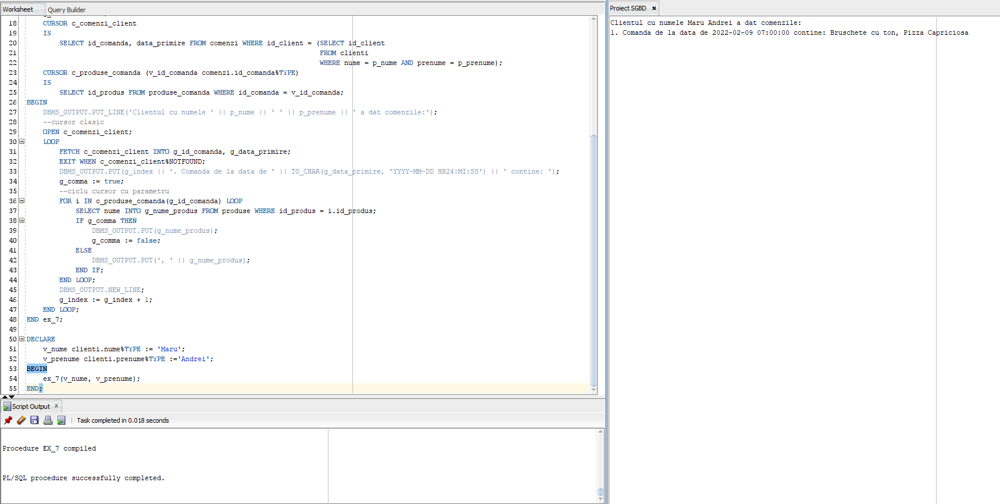 Worksheet Query Builder
18 CURSOR c_comenzi_client
19 IS
20 SELECT id_comanda, data_primire FROM comenzi WHERE id_client = (SELECT id_client
21 FROM clienti
22 WHERE nume = p_nume AND prenume = p_prenume);
23 CURSOR c_produse_comanda (v_id_comanda comenzi.id_comanda%TYPE)
24 IS
25 SELECT id_produs FROM produse_comanda WHERE id_comanda = v_id_comanda;
26 BEGIN
27 DBMS_OUTPUT.PUT_LINE('Clientul cu numele ' || p_nume || ' ' || p_prenume || ' a dat comenzile:');
28 --cursor clasic
29 OPEN c_comenzi_client;
30 LOOP
31 FETCH c_comenzi_client INTO g_id_comanda, g_data_primire;
32 EXIT WHEN c_comenzi_client%NOTFOUND;
33 DBMS_OUTPUT.PUT(g_index || '. Comanda de la data de ' || TO_CHAR(g_data_primire, 'YYYY-MM-DD HH24:MI:SS') || ' contine: ');
34 g_comma := true;
35 --ciclu cursor cu parametru
36 FOR i IN c_produse_comanda(g_id_comanda) LOOP
37 SELECT nume INTO g_nume_produs FROM produse WHERE id_produs = i.id_produs;
38 IF g_comma THEN
39 DBMS_OUTPUT.PUT(g_nume_produs);
40 g_comma := false;
41 ELSE
42 DBMS_OUTPUT.PUT(', ' || g_nume_produs);
43 END IF;
44 END LOOP;
45 DBMS_OUTPUT.NEW_LINE;
46 g_index := g_index + 1;
47 END LOOP;
48 END ex_7;
49
50 DECLARE
51 v_nume clienti.nume%TYPE := 'Maru';
52 v_prenume clienti.prenume%TYPE :='Andrei';
53 BEGIN
54 ex_7(v_nume, v_prenume);
55 END;
Script Output x
Task completed in 0.018 seconds
Procedure EX_7 compiled
PL/SQL procedure successfully completed.
Proiect SGBD x
Clientul cu numele Maru Andrei a dat comenzile:
1. Comanda de la data de 2022-02-09 07:00:00 contine: Bruschete cu ton, Pizza Capriciosa